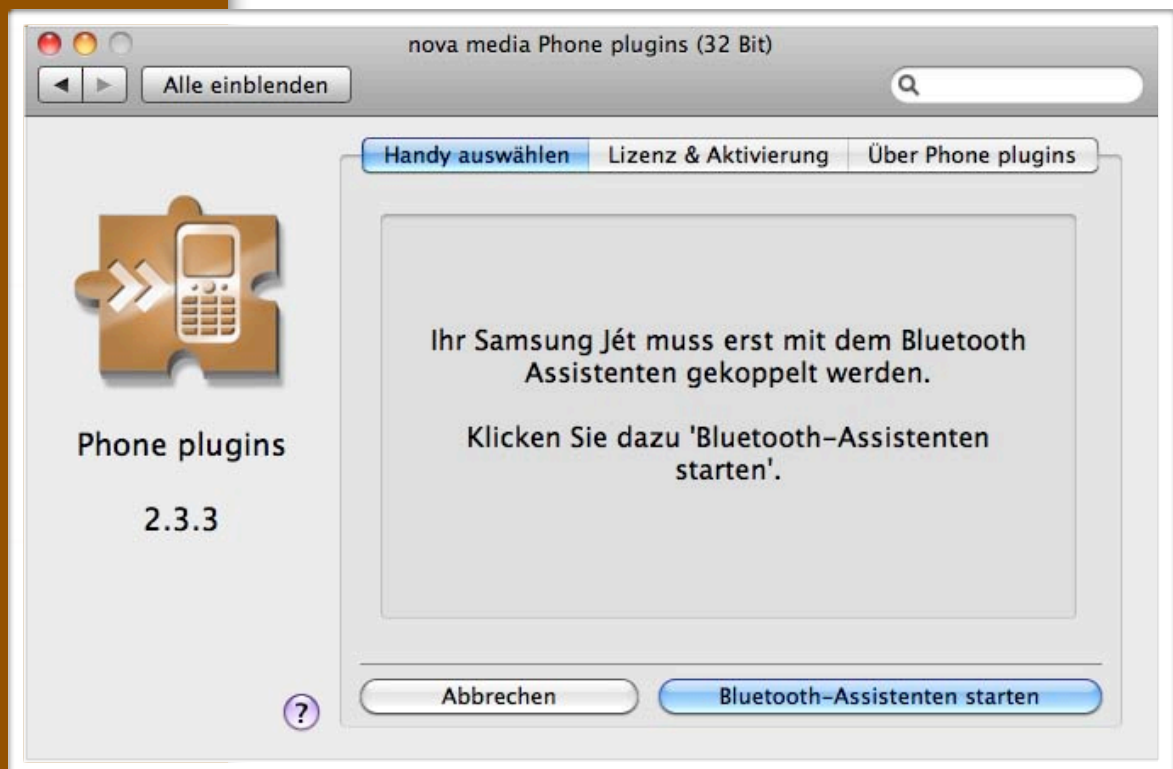 nova media Phone plugins (32 Bit)
Alle einblenden
Handy auswählen Lizenz & Aktivierung Über Phone plugins
Ihr Samsung Jét muss erst mit dem Bluetooth
Assistenten gekoppelt werden.
Klicken Sie dazu 'Bluetooth-Assistenten
starten'.
Phone plugins
2.3.3
Abbrechen Bluetooth-Assistenten starten
?